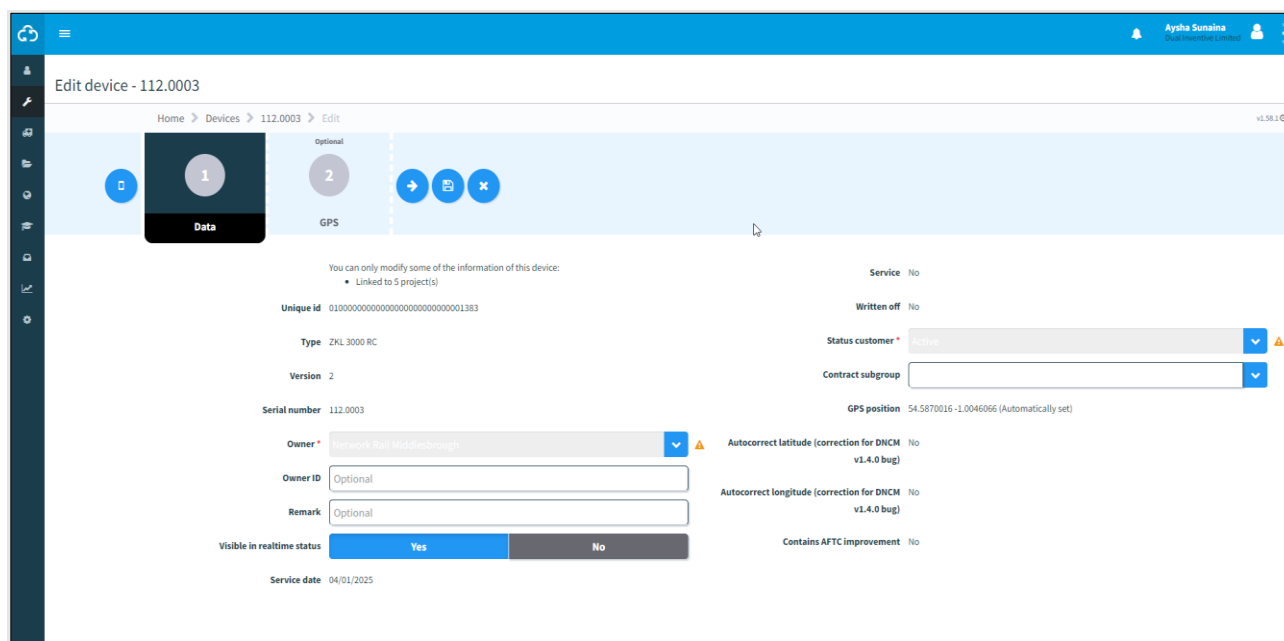 Aysha Sunaina
Dual Inventive Limited
Edit device - 112.0003
Home > Devices > 112.0003 > Edit
v1.58.1
1
Data
Optional
2
GPS
You can only modify some of the information of this device:
• Linked to 5 project(s)
Unique id
Type ZKL 3000 RC
Version 2
Serial number 112.0003
Owner * Network Rail Middlesbrough
Owner ID Optional
Remark Optional
Visible in realtime status Yes No
Service date 04/01/2025
Service No
Written off No
Status customer * Active
Contract subgroup
GPS position 54.5870016 -1.0046066 (Automatically set)
Autocorrect latitude (correction for DNCM No
v1.4.0 bug)
Autocorrect longitude (correction for DNCM No
v1.4.0 bug)
Contains AFTC improvement No